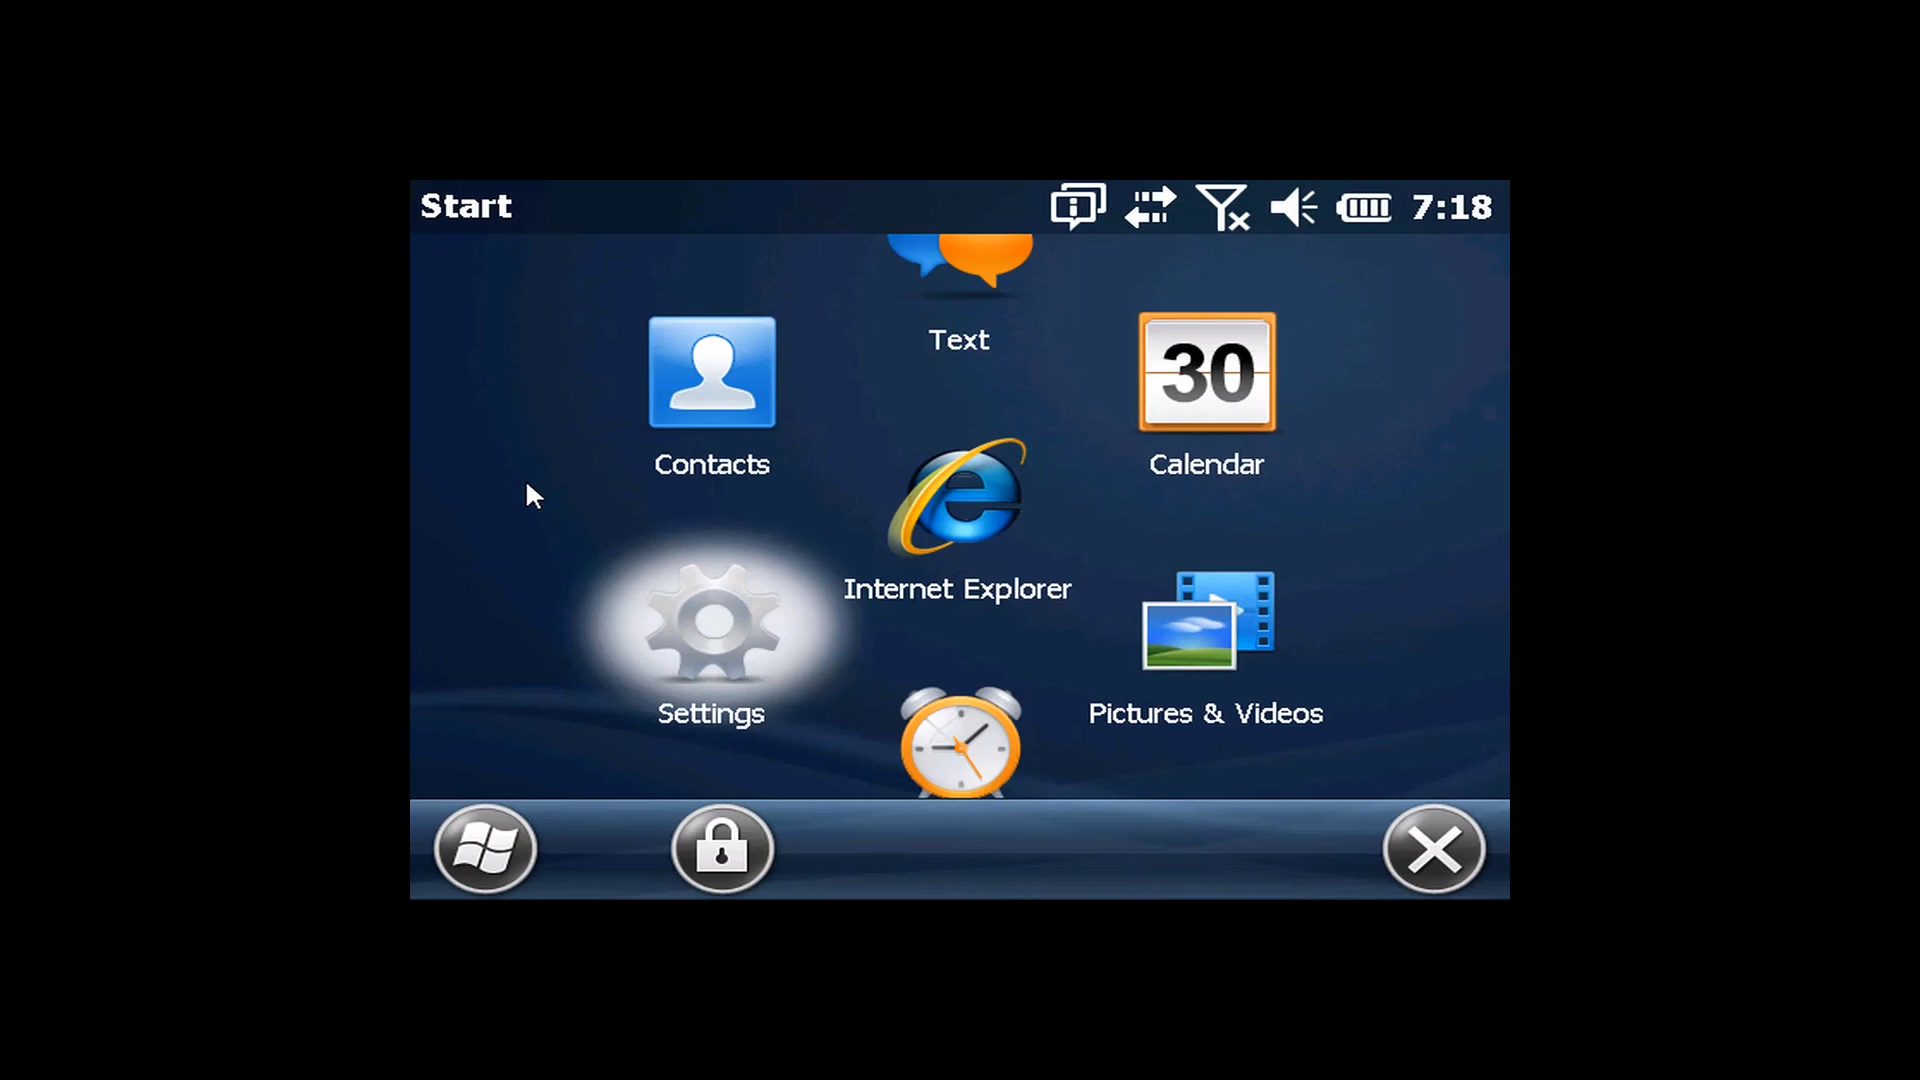 Start
7:18
Text
Contacts
30
Calendar
Internet Explorer
Settings
Pictures & Videos